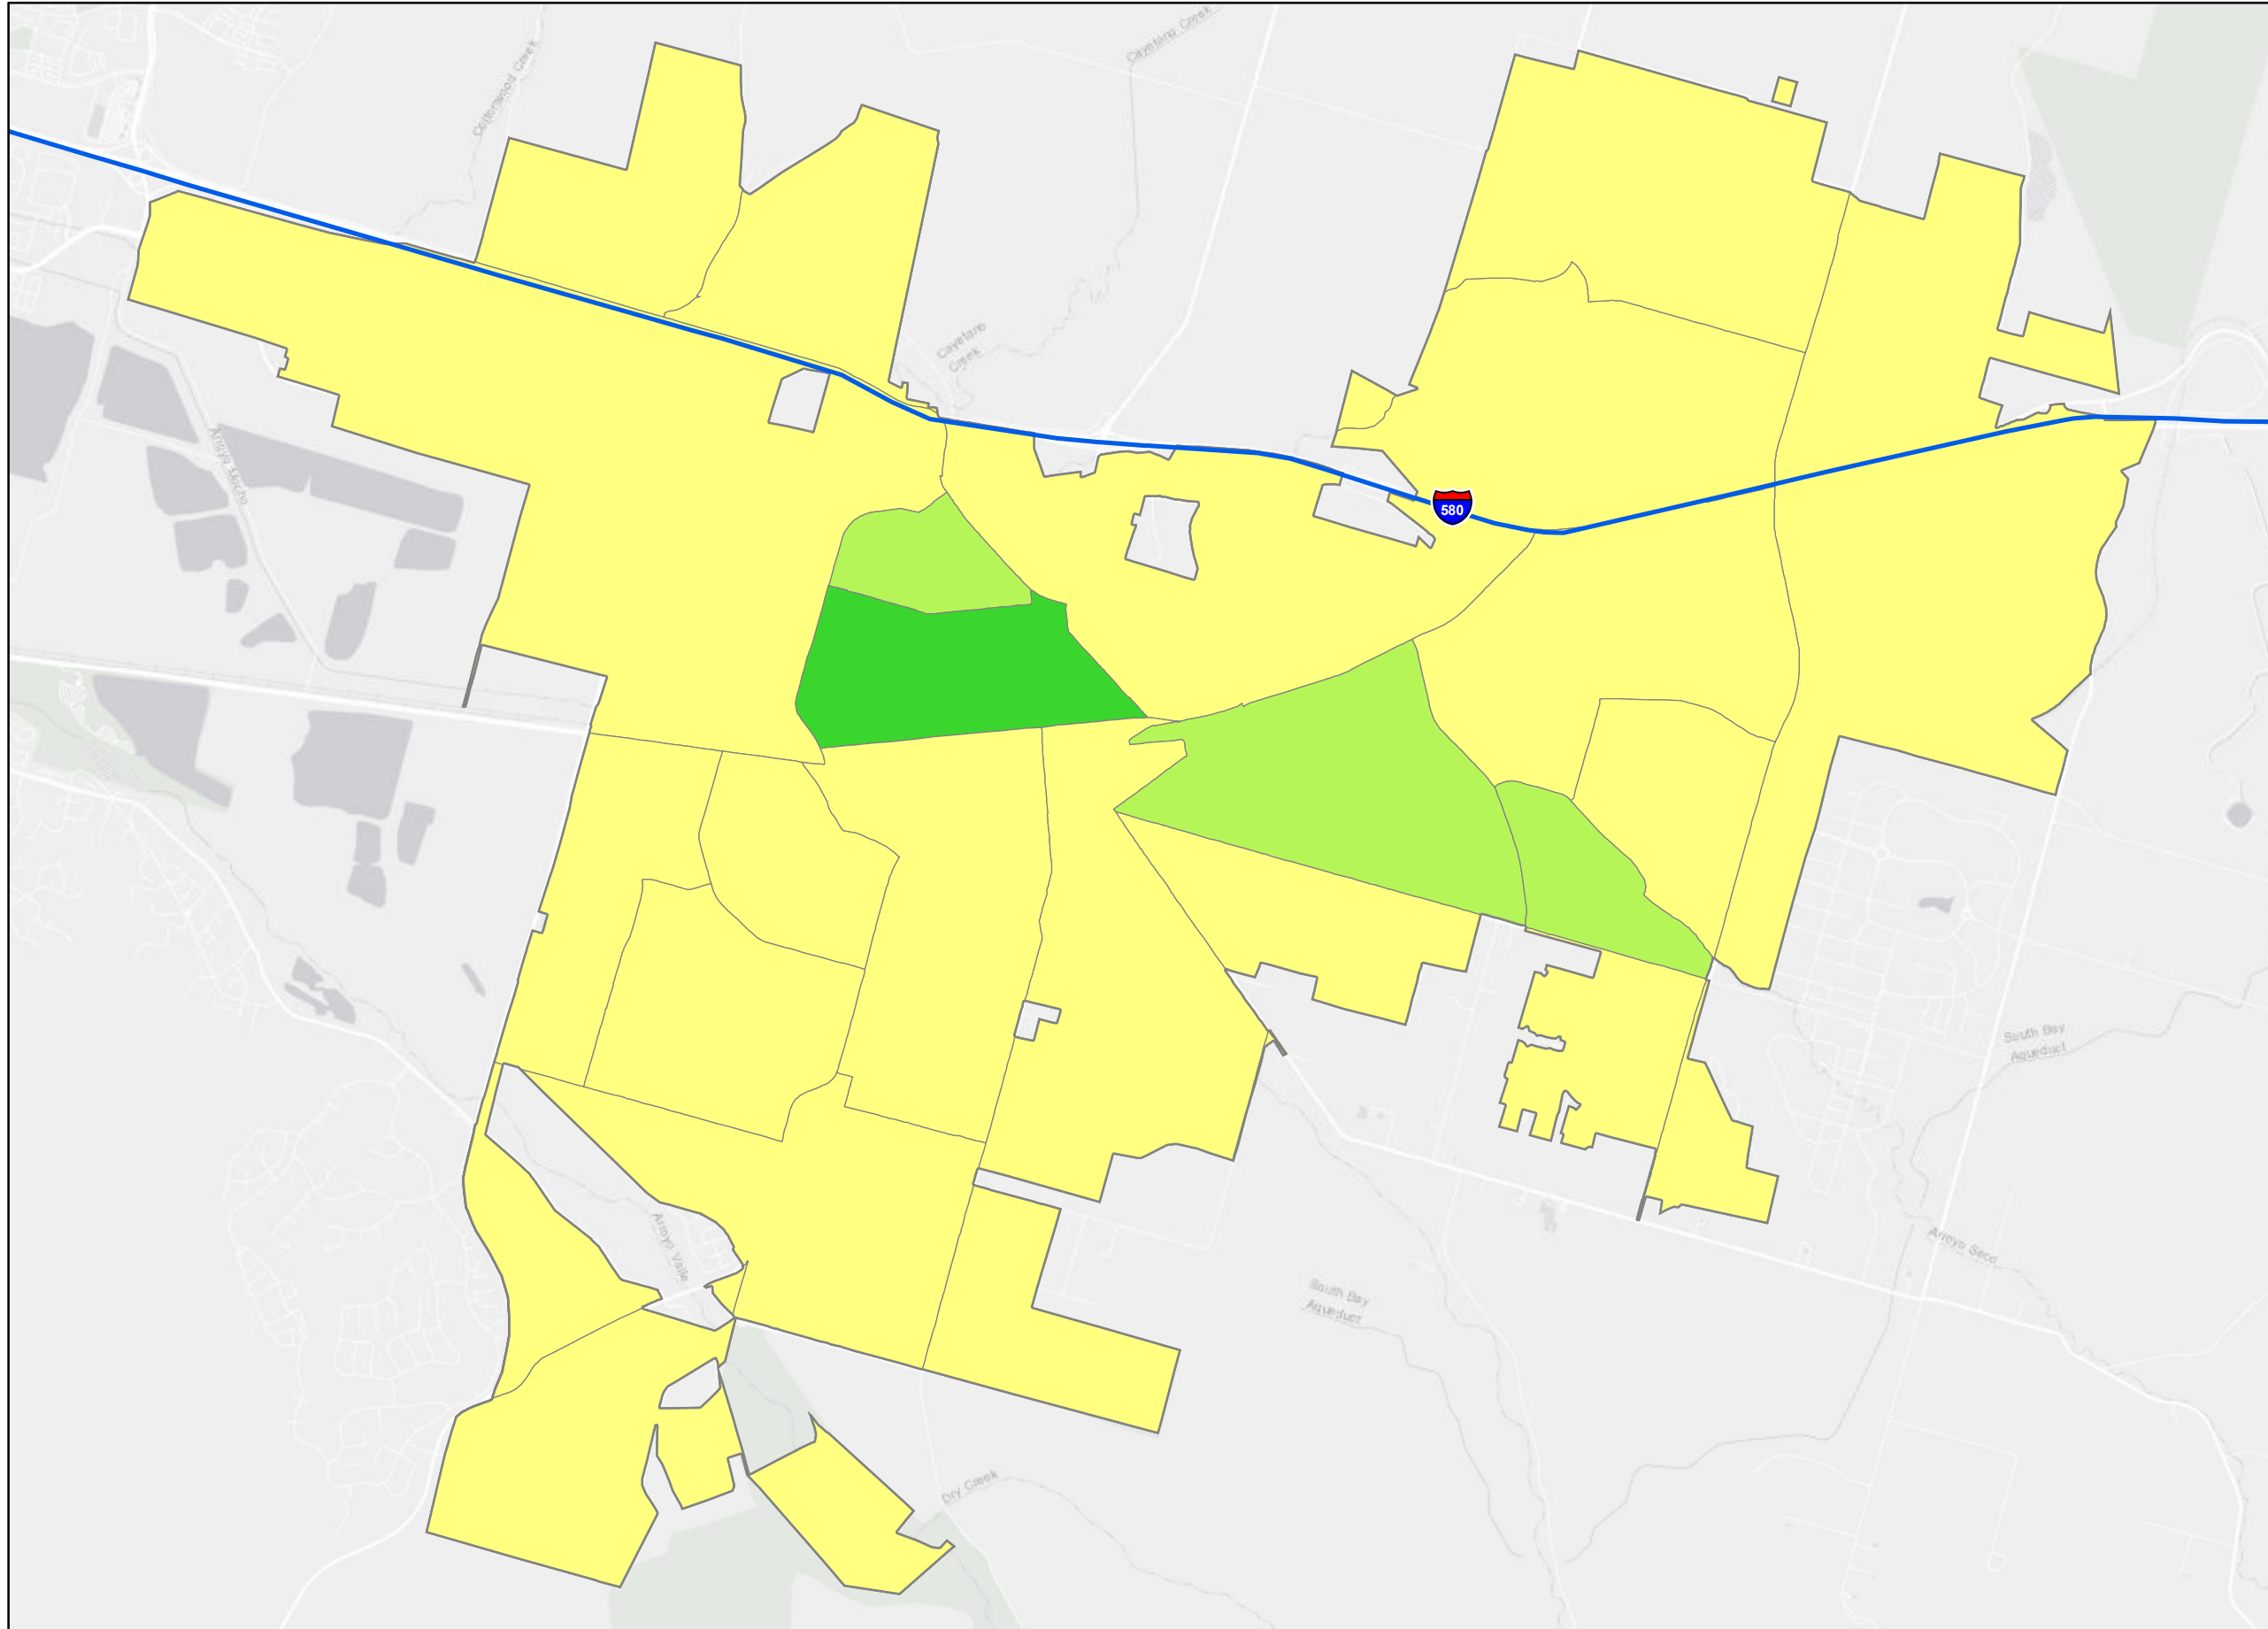 Cayetano Creek
Cottonwood Creek
Cayetano
Creek
Arroyo Mocho
580
South Bay
Aqueduct
Arroyo Valle
Arroyo Seco
South Bay
Aqueduct
Dry Creek